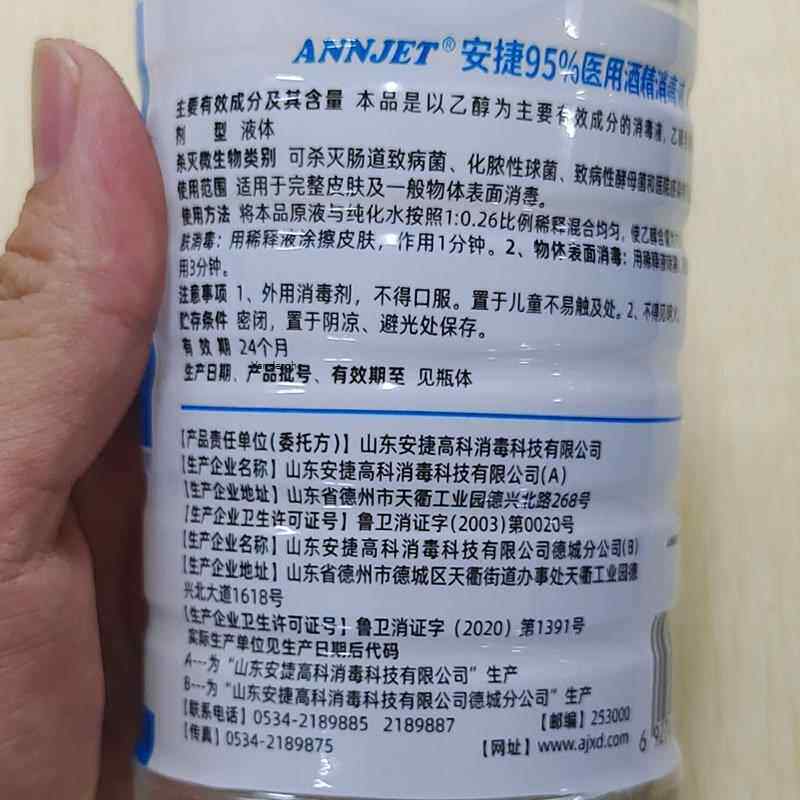 ANNJET® 安捷95%医用酒精消毒
主要有效成分及其含量 本品是以乙醇为主要有效成分的消毒液，乙醇
剂 型 液体
杀灭微生物类别 可杀灭肠道致病菌、化脓性球菌、致病性酵母菌和医院感染
使用范围 适用于完整皮肤及一般物体表面消毒。
使用方法 将本品原液与纯化水按照1:0.26比例稀释混合均匀，使乙醇含量
肤消毒：用稀释液涂擦皮肤，作用1分钟。2、物体表面消毒：用稀释液
用3分钟。
注意事项 1、外用消毒剂，不得口服。置于儿童不易触及处。2、不得
贮存条件 密闭，置于阴凉、避光处保存。
有 效 期 24个月
生产日期、产品批号、有效期至 见瓶体
【产品责任单位(委托方)】山东安捷高科消毒科技有限公司
【生产企业名称】山东安捷高科消毒科技有限公司(A)
【生产企业地址】山东省德州市天衢工业园德兴北路268号
【生产企业卫生许可证号】鲁卫消证字(2003)第0020号
【生产企业名称】山东安捷高科消毒科技有限公司德城分公司(B)
【生产企业地址】山东省德州市德城区天衢街道办事处天衢工业园德
兴北大道1618号
【生产企业卫生许可证号】鲁卫消证字（2020）第1391号
实际生产单位见生产日期后代码
A---为“山东安捷高科消毒科技有限公司”生产
B---为“山东安捷高科消毒科技有限公司德城分公司”生产
【联系电话】0534-2189885 2189887 【邮编】253000
【传真】0534-2189875 【网址】www.ajxd.com
6 92